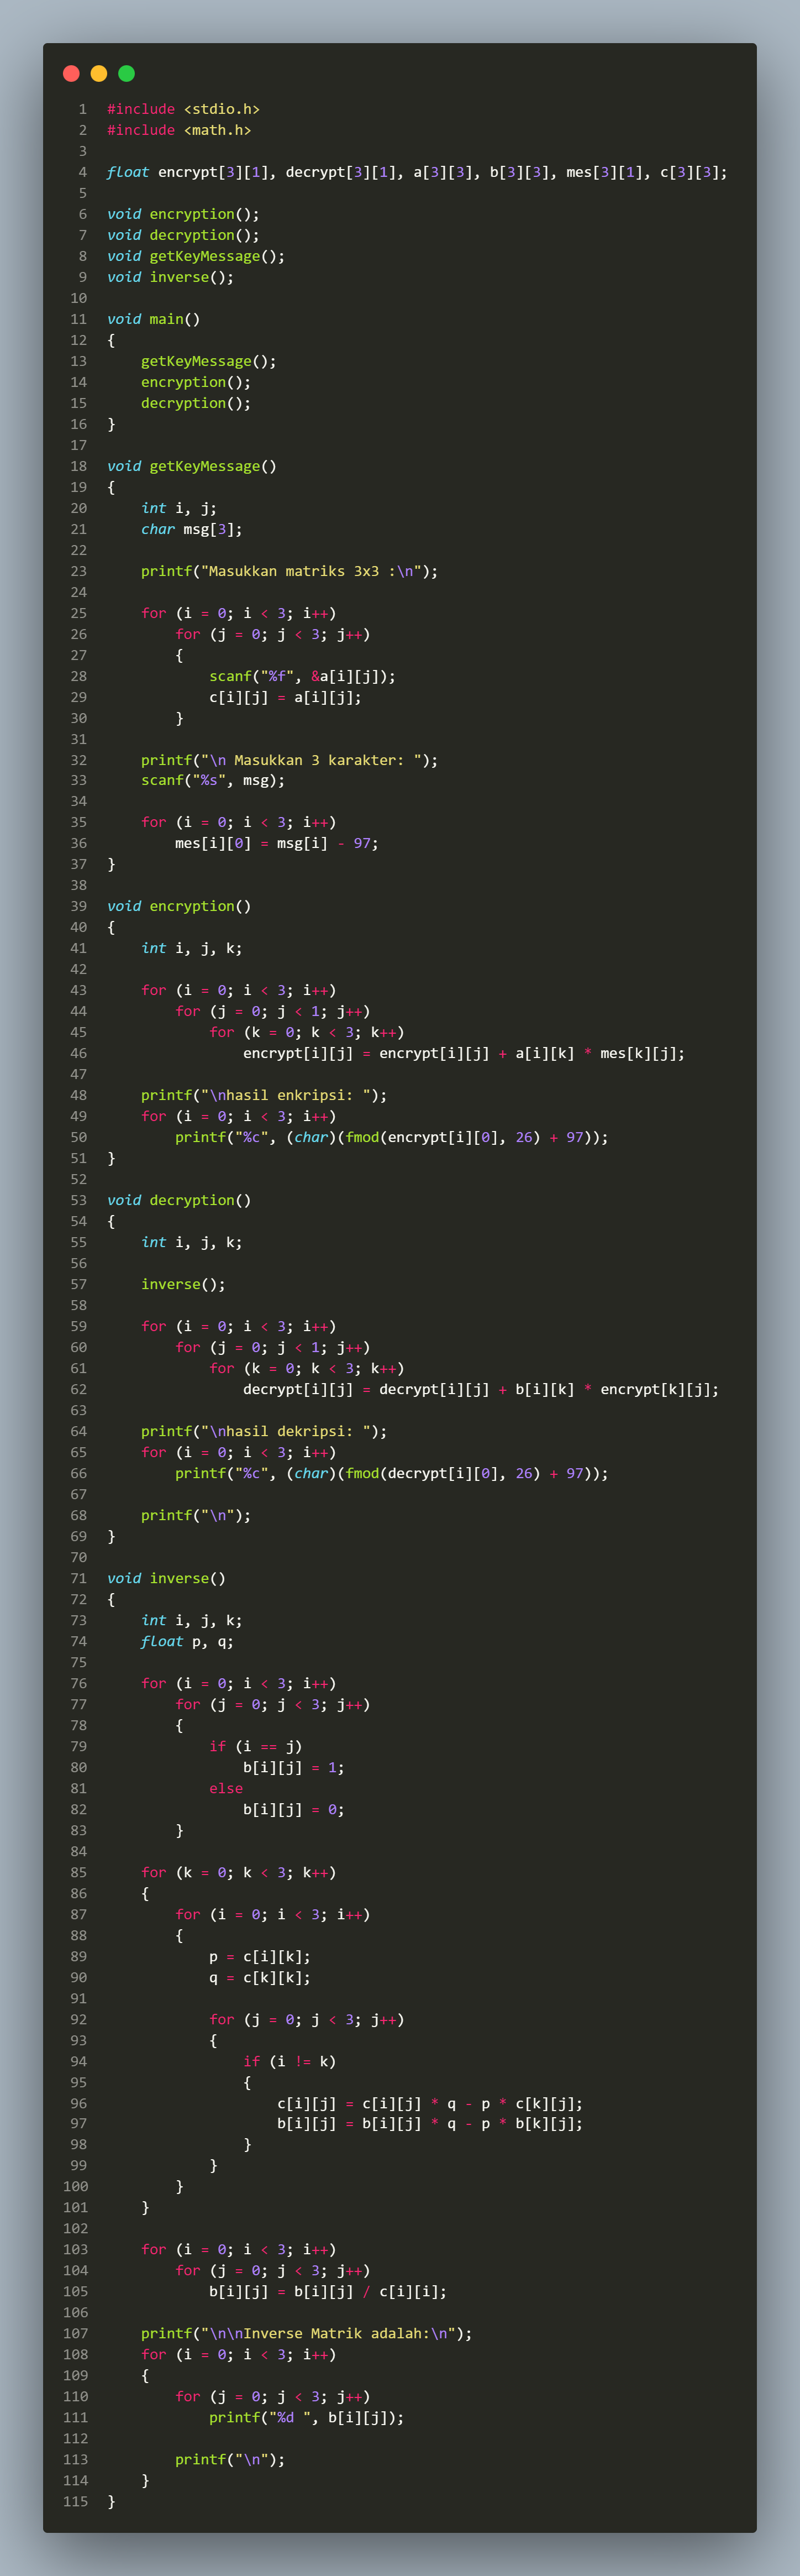 1 #include <stdio.h>
2 #include <math.h>
3
4 float encrypt[3][1], decrypt[3][1], a[3][3], b[3][3], mes[3][1], c[3][3];
5
6 void encryption();
7 void decryption();
8 void getKeyMessage();
9 void inverse();
10
11 void main()
12 {
13     getKeyMessage();
14     encryption();
15     decryption();
16 }
17
18 void getKeyMessage()
19 {
20     int i, j;
21     char msg[3];
22
23     printf("Masukkan matriks 3x3 :\n");
24
25     for (i = 0; i < 3; i++)
26         for (j = 0; j < 3; j++)
27         {
28             scanf("%f", &a[i][j]);
29             c[i][j] = a[i][j];
30         }
31
32     printf("\n Masukkan 3 karakter: ");
33     scanf("%s", msg);
34
35     for (i = 0; i < 3; i++)
36         mes[i][0] = msg[i] - 97;
37 }
38
39 void encryption()
40 {
41     int i, j, k;
42
43     for (i = 0; i < 3; i++)
44         for (j = 0; j < 1; j++)
45             for (k = 0; k < 3; k++)
46                 encrypt[i][j] = encrypt[i][j] + a[i][k] * mes[k][j];
47
48     printf("\nhasil enkripsi: ");
49     for (i = 0; i < 3; i++)
50         printf("%c", (char)(fmod(encrypt[i][0], 26) + 97));
51 }
52
53 void decryption()
54 {
55     int i, j, k;
56
57     inverse();
58
59     for (i = 0; i < 3; i++)
60         for (j = 0; j < 1; j++)
61             for (k = 0; k < 3; k++)
62                 decrypt[i][j] = decrypt[i][j] + b[i][k] * encrypt[k][j];
63
64     printf("\nhasil dekripsi: ");
65     for (i = 0; i < 3; i++)
66         printf("%c", (char)(fmod(decrypt[i][0], 26) + 97));
67
68     printf("\n");
69 }
70
71 void inverse()
72 {
73     int i, j, k;
74     float p, q;
75
76     for (i = 0; i < 3; i++)
77         for (j = 0; j < 3; j++)
78         {
79             if (i == j)
80                 b[i][j] = 1;
81             else
82                 b[i][j] = 0;
83         }
84
85     for (k = 0; k < 3; k++)
86     {
87         for (i = 0; i < 3; i++)
88         {
89             p = c[i][k];
90             q = c[k][k];
91
92             for (j = 0; j < 3; j++)
93             {
94                 if (i != k)
95                 {
96                     c[i][j] = c[i][j] * q - p * c[k][j];
97                     b[i][j] = b[i][j] * q - p * b[k][j];
98                 }
99             }
100         }
101     }
102
103     for (i = 0; i < 3; i++)
104         for (j = 0; j < 3; j++)
105             b[i][j] = b[i][j] / c[i][i];
106
107     printf("\n\nInverse Matrik adalah:\n");
108     for (i = 0; i < 3; i++)
109     {
110         for (j = 0; j < 3; j++)
111             printf("%d ", b[i][j]);
112
113         printf("\n");
114     }
115 }